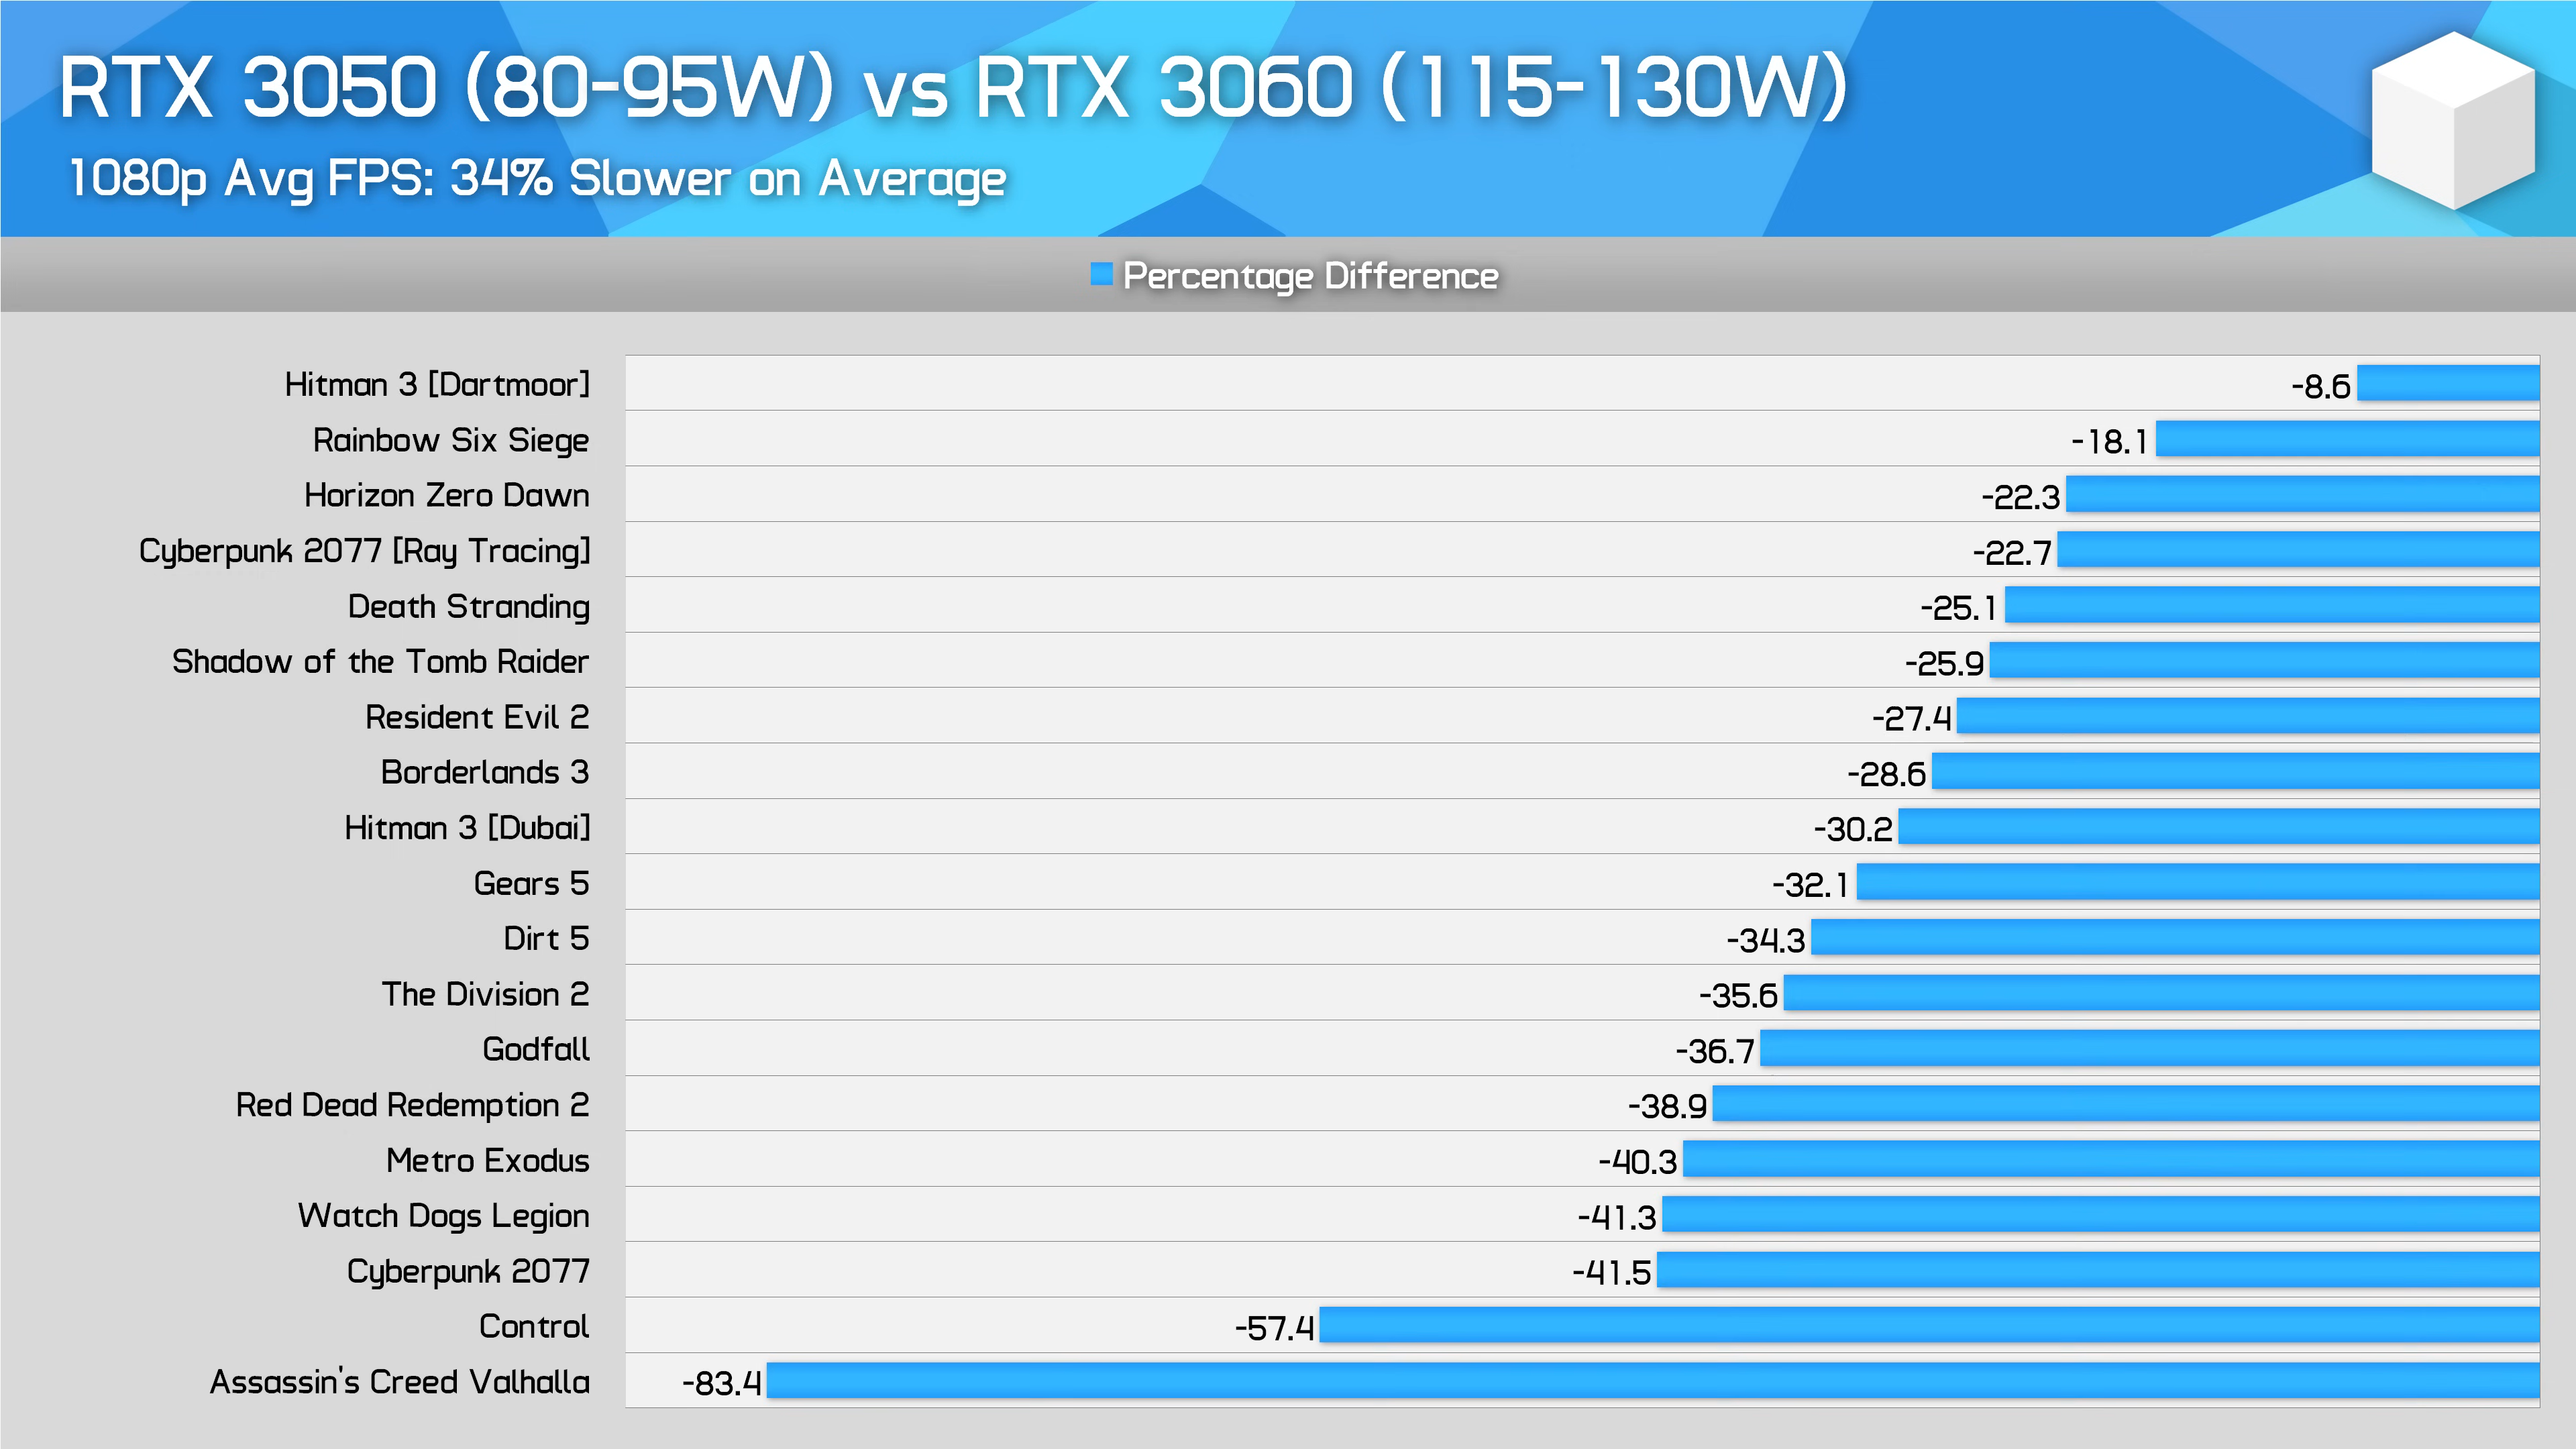 RTX 3050 (80-95W) vs RTX 3060 (115-130W)
1080p Avg FPS: 34% Slower on Average
Percentage Difference
Hitman 3 [Dartmoor] -8.6
Rainbow Six Siege -18.1
Horizon Zero Dawn -22.3
Cyberpunk 2077 [Ray Tracing] -22.7
Death Stranding -25.1
Shadow of the Tomb Raider -25.9
Resident Evil 2 -27.4
Borderlands 3 -28.6
Hitman 3 [Dubai] -30.2
Gears 5 -32.1
Dirt 5 -34.3
The Division 2 -35.6
Godfall -36.7
Red Dead Redemption 2 -38.9
Metro Exodus -40.3
Watch Dogs Legion -41.3
Cyberpunk 2077 -41.5
Control -57.4
Assassin's Creed Valhalla -83.4